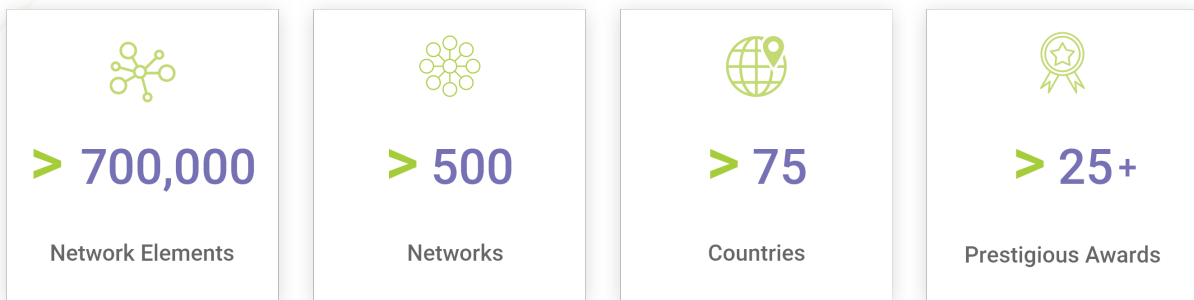 > 700,000
Network Elements
> 500
Networks
> 75
Countries
> 25+
Prestigious Awards